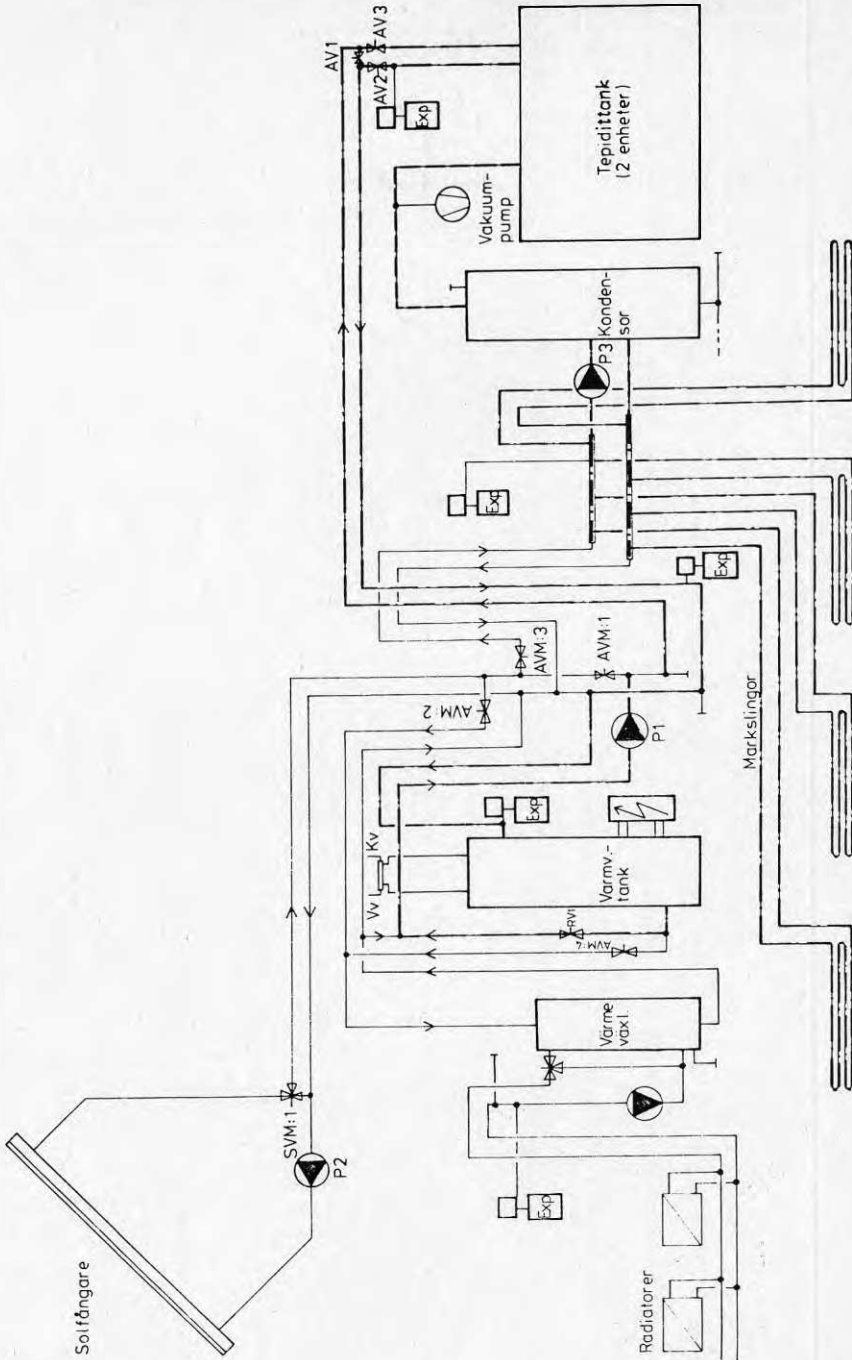 Solfångare
SVM:1
P2
Radiatorer
Exp
Värme
växl.
Vv
Kv
Varmv.-
tank
Exp
RV1
AVM:4
AVM:2
P1
AVM:1
AVM:3
Exp
Exp
Markslingor
P3
Konden-
sor
Vakuum-
pump
Exp
AV1
AV2
AV3
Tepidittank
(2 enheter)